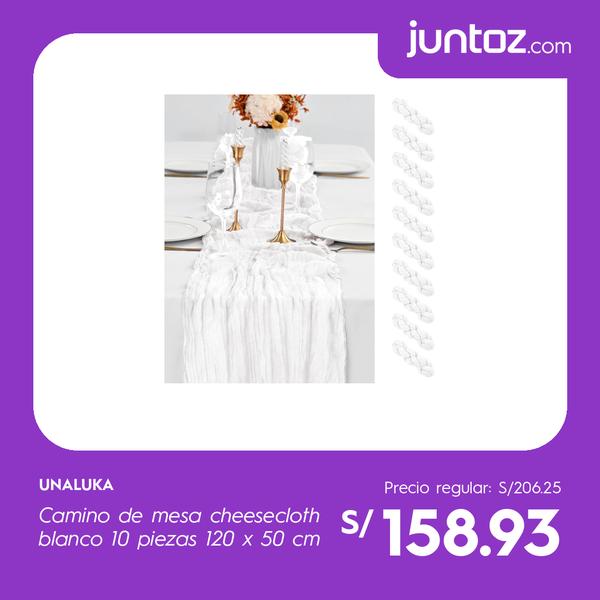 juntoz.com
UNALUKA
Camino de mesa cheesecloth
blanco 10 piezas 120 x 50 cm
Precio regular: S/206.25
S/158.93